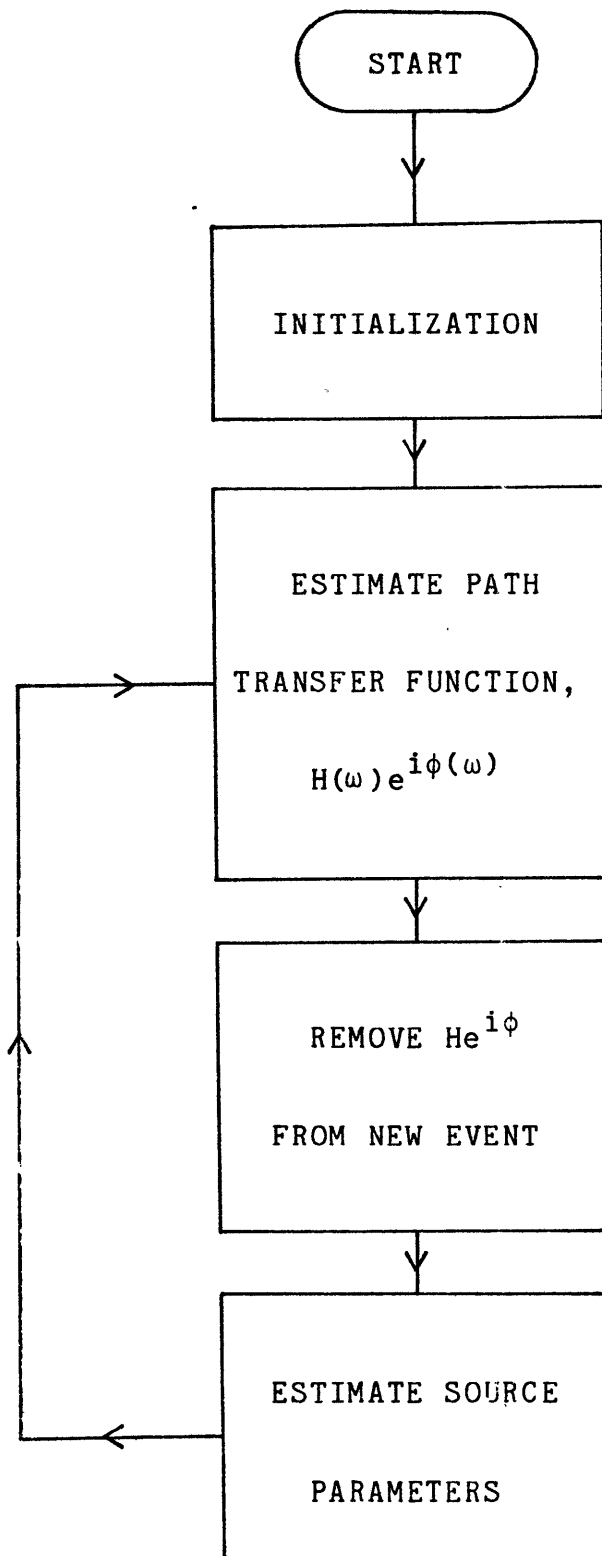 START
INITIALIZATION
ESTIMATE PATH
TRANSFER FUNCTION,
H(ω)e^{iϕ(ω)}
REMOVE He^{iϕ}
FROM NEW EVENT
ESTIMATE SOURCE
PARAMETERS